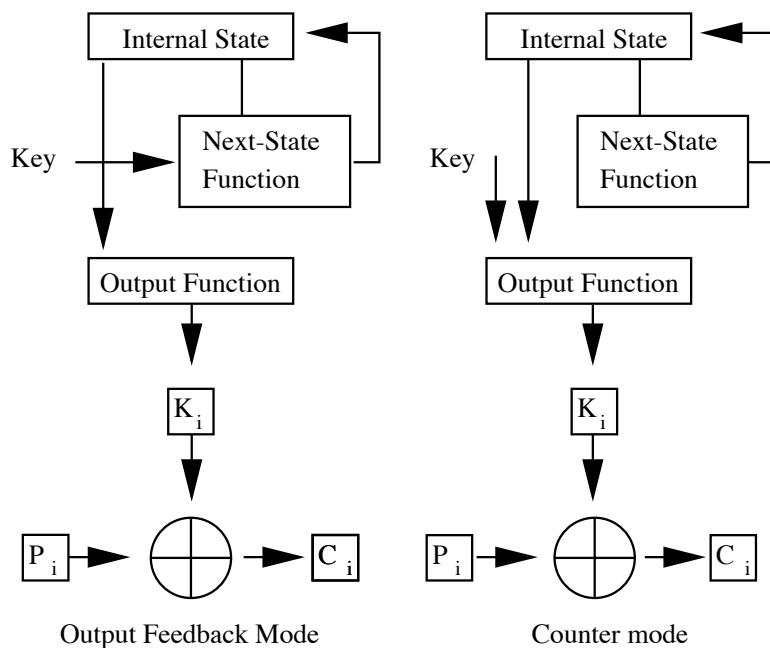 Internal State
Next-State
Function
Key
Output Function
K i
P i
C i
Output Feedback Mode
Internal State
Next-State
Function
Key
Output Function
K i
P i
C i
Counter mode